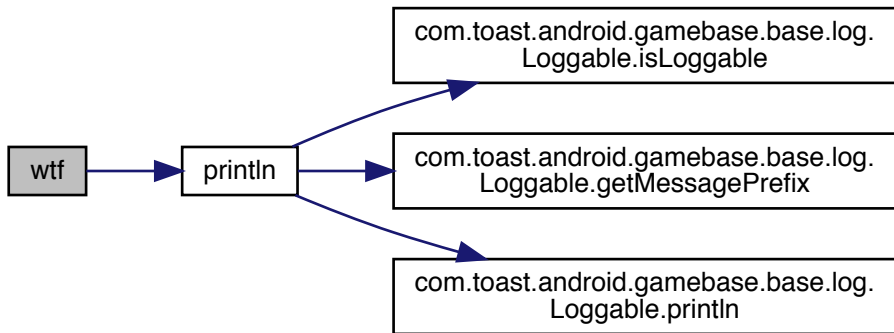 wtf
println
com.toast.android.gamebase.base.log.
Loggable.isLoggable
com.toast.android.gamebase.base.log.
Loggable.getMessagePrefix
com.toast.android.gamebase.base.log.
Loggable.println